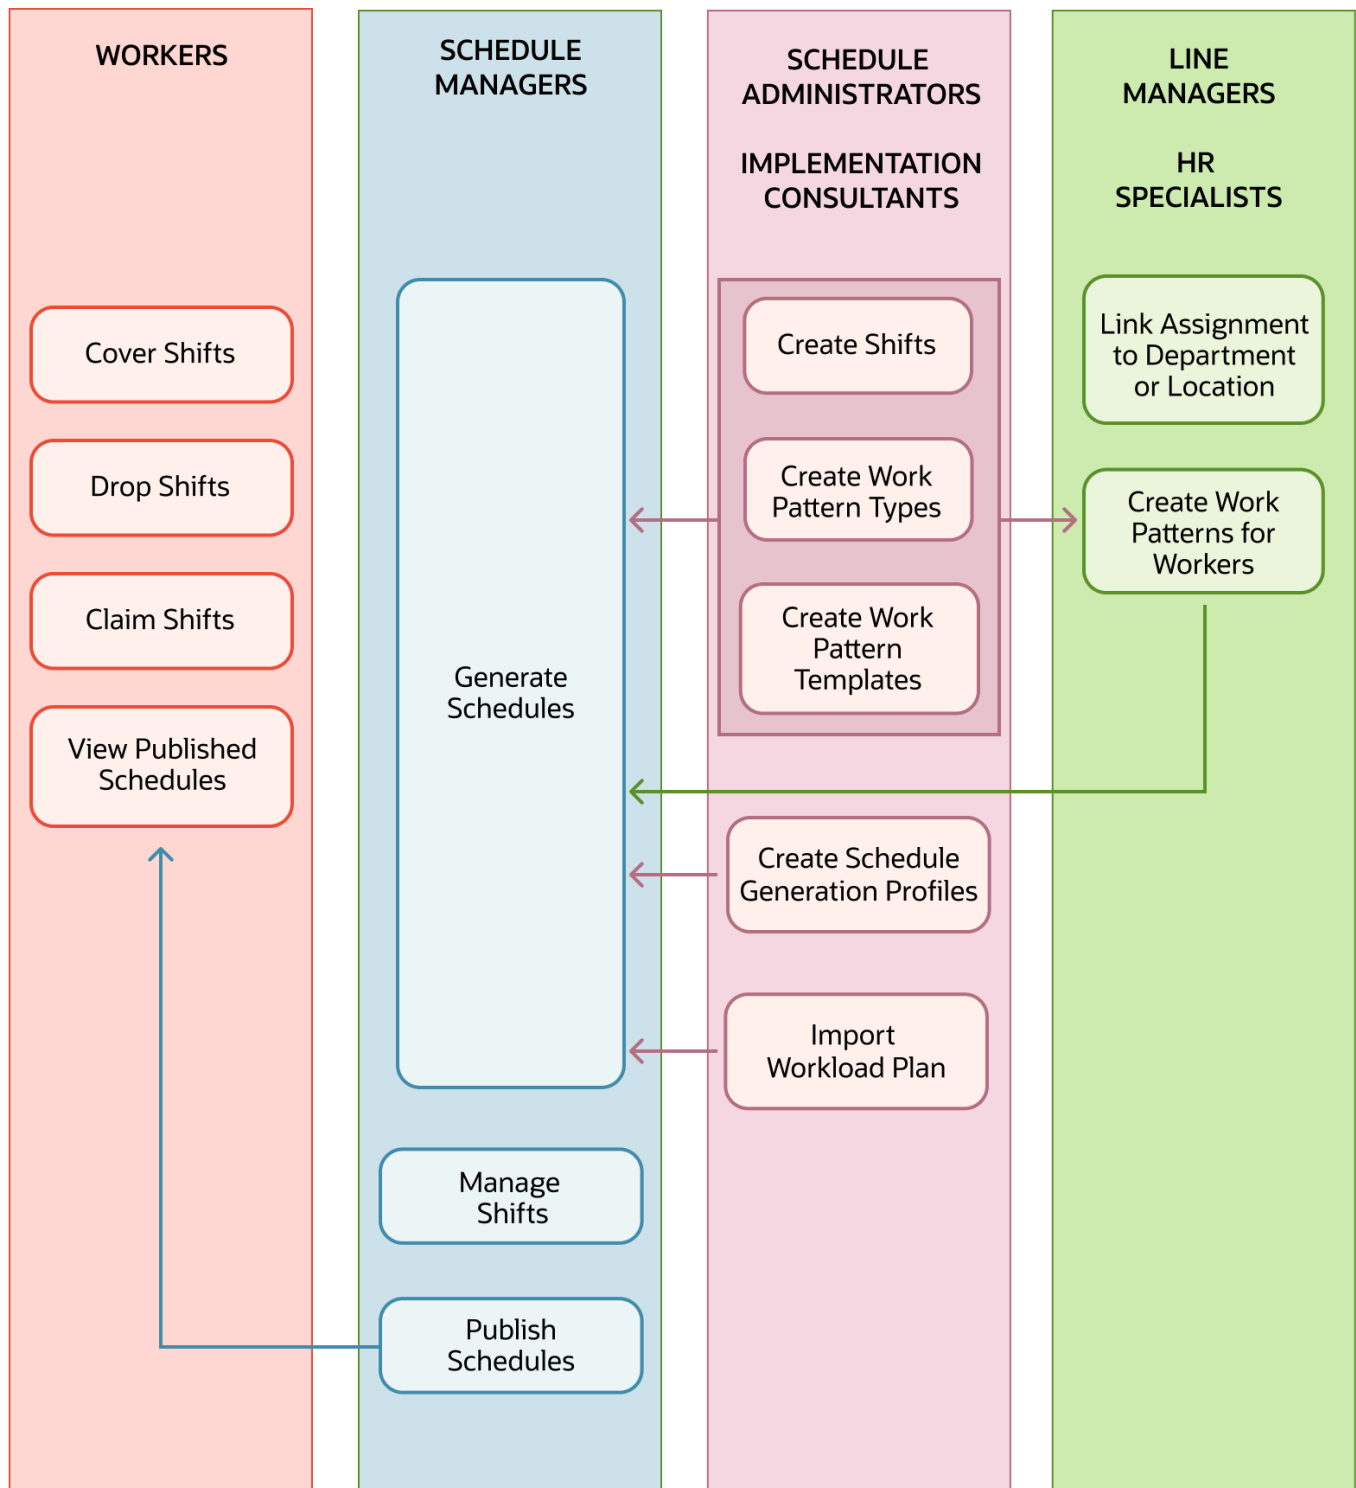 WORKERS
Cover Shifts
Drop Shifts
Claim Shifts
View Published
Schedules
SCHEDULE
MANAGERS
Generate
Schedules
Manage
Shifts
Publish
Schedules
SCHEDULE
ADMINISTRATORS
IMPLEMENTATION
CONSULTANTS
Create Shifts
Create Work
Pattern Types
Create Work
Pattern
Templates
Create Schedule
Generation Profiles
Import
Workload Plan
LINE
MANAGERS
HR
SPECIALISTS
Link Assignment
to Department
or Location
Create Work
Patterns for
Workers